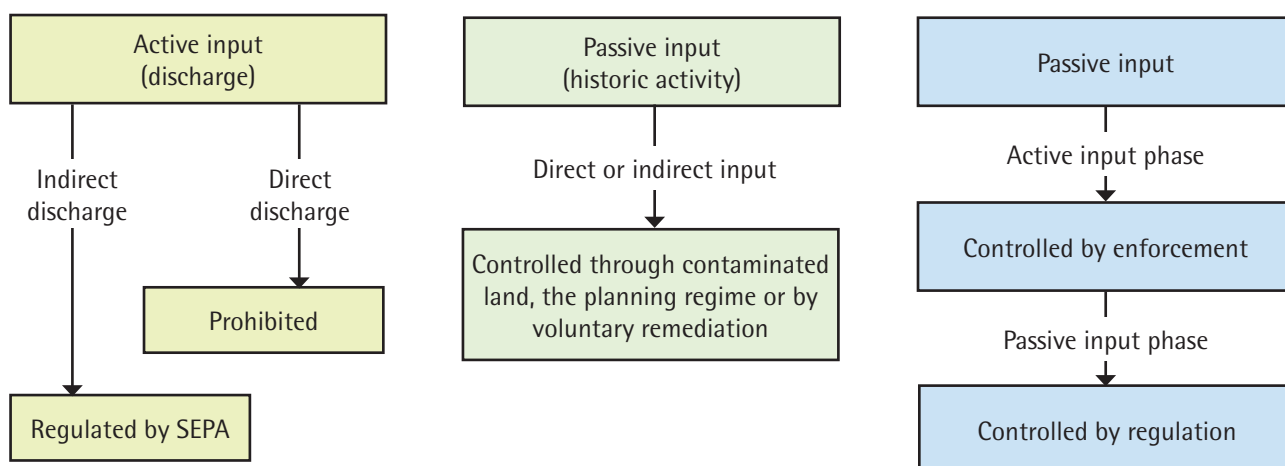 Active input
(discharge)
Indirect
discharge
Direct
discharge
Prohibited
Regulated by SEPA
Passive input
(historic activity)
Direct or indirect input
Controlled through contaminated
land, the planning regime or by
voluntary remediation
Passive input
Active input phase
Controlled by enforcement
Passive input phase
Controlled by regulation